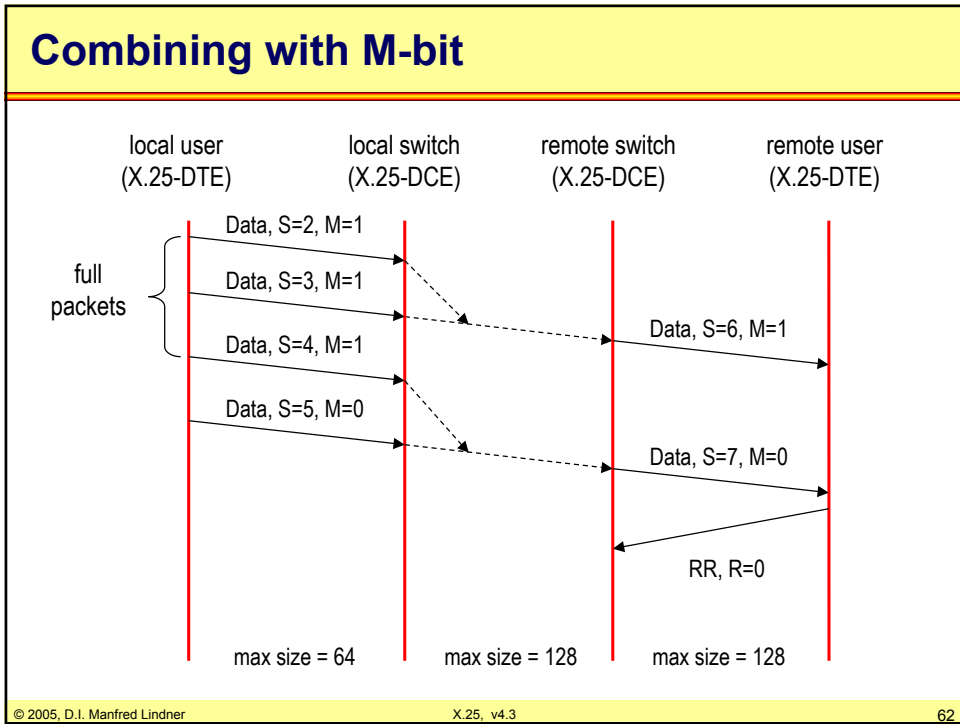 Combining with M-bit
local user
(X.25-DTE)
local switch
(X.25-DCE)
remote switch
(X.25-DCE)
remote user
(X.25-DTE)
full
packets
Data, S=2, M=1
Data, S=3, M=1
Data, S=6, M=1
Data, S=4, M=1
Data, S=5, M=0
Data, S=7, M=0
RR, R=0
max size = 64
max size = 128
max size = 128
© 2005, D.I. Manfred Lindner
X.25, v4.3
62